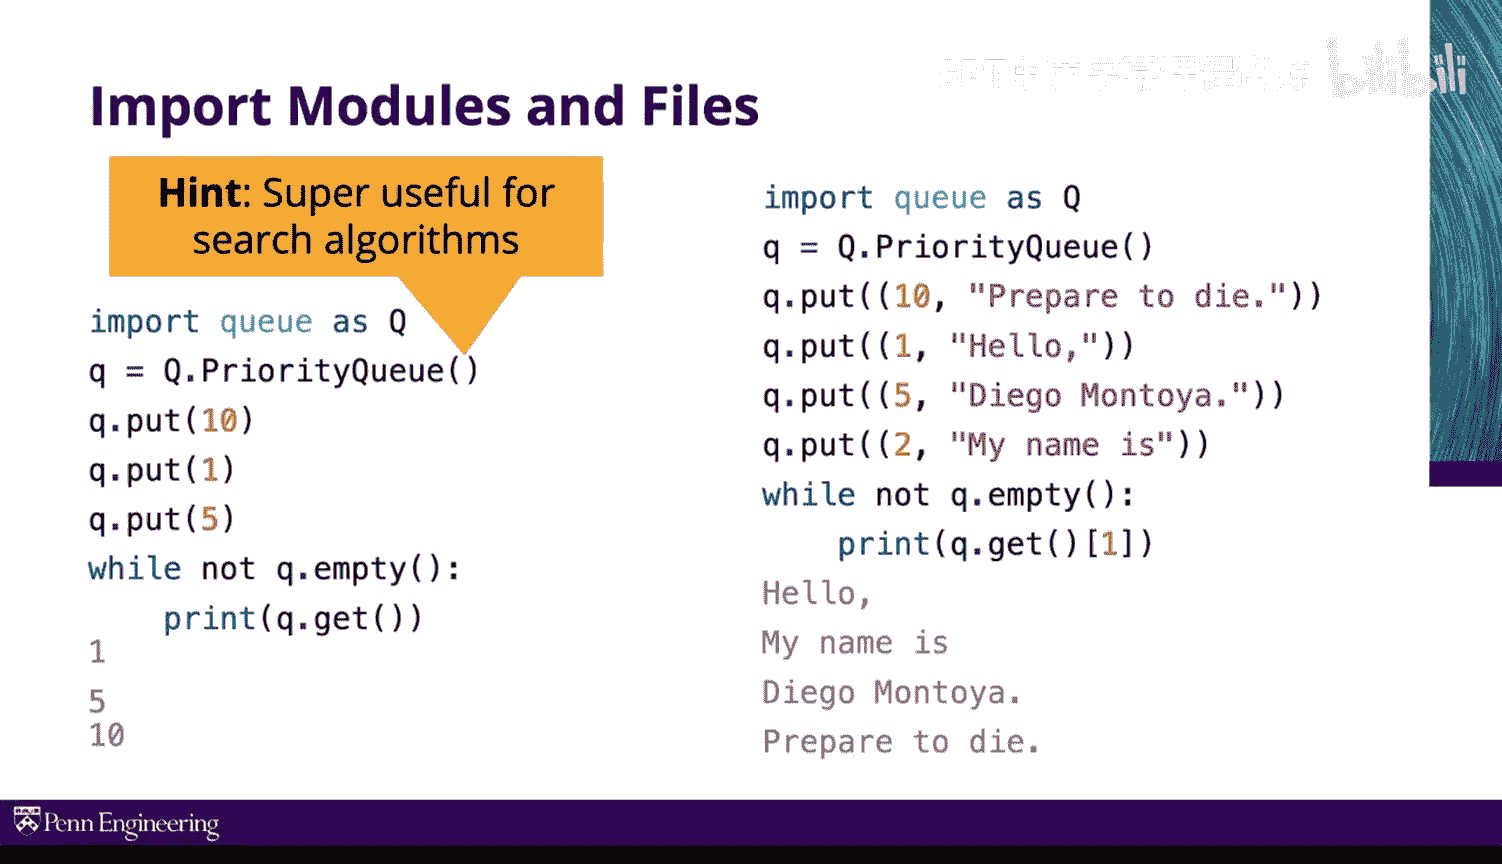 Import Modules and Files
Hint: Super useful for
search algorithms
import queue as Q
q = Q.PriorityQueue()
q.put(10)
q.put(1)
q.put(5)
while not q.empty():
    print(q.get())
1
5
10
import queue as Q
q = Q.PriorityQueue()
q.put((10, "Prepare to die."))
q.put((1, "Hello,"))
q.put((5, "Diego Montoya."))
q.put((2, "My name is"))
while not q.empty():
    print(q.get()[1])
Hello,
My name is
Diego Montoya.
Prepare to die.
Penn Engineering
bilibili